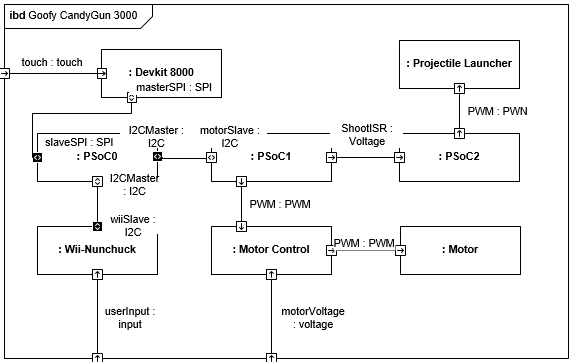 ibd Goofy CandyGun 3000
touch : touch
: Devkit 8000
masterSPI : SPI
: Projectile Launcher
PWM : PWN
slaveSPI : SPI
: PSoC0
I2CMaster :
I2C
motorSlave :
I2C
: PSoC1
ShootISR :
Voltage
: PSoC2
I2CMaster
: I2C
PWM : PWM
wiiSlave :
I2C
: Wii-Nunchuck
: Motor Control
PWM : PWM
: Motor
userInput :
input
motorVoltage
: voltage